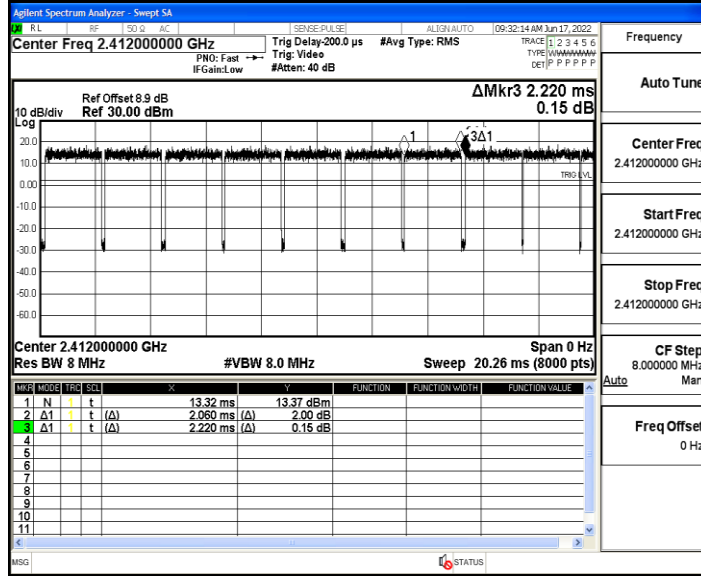 Agilent Spectrum Analyzer - Swept SA
RL RF 50 Ω AC SENSE:PULSE ALIGN AUTO 09:32:14 AM Jun 17, 2022
Center Freq 2.412000000 GHz
PNO: Fast
IFGain:Low
Trig Delay-200.0 µs
Trig: Video
#Atten: 40 dB
#Avg Type: RMS
TRACE 1 2 3 4 5 6
TYPE WWWWWW
DET P P P P P P
Ref Offset 8.9 dB
10 dB/div Ref 30.00 dBm
Log
ΔMkr3 2.220 ms
0.15 dB
20.0
10.0
0.00
-10.0
-20.0
-30.0
-40.0
-50.0
-60.0
1
3Δ1
TRIG LVL
Center 2.412000000 GHz Span 0 Hz
Res BW 8 MHz #VBW 8.0 MHz Sweep 20.26 ms (8000 pts)
MKR MODE TRC SCL X Y FUNCTION FUNCTION WIDTH FUNCTION VALUE
1 N 1 t 13.32 ms 13.37 dBm
2 Δ1 1 t (Δ) 2.060 ms (Δ) 2.00 dB
3 Δ1 1 t (Δ) 2.220 ms (Δ) 0.15 dB
4
5
6
7
8
9
10
11
MSG STATUS
Frequency
Auto Tune
Center Freq
2.412000000 GHz
Start Freq
2.412000000 GHz
Stop Freq
2.412000000 GHz
CF Step
8.000000 MHz
Auto Man
Freq Offset
0 Hz